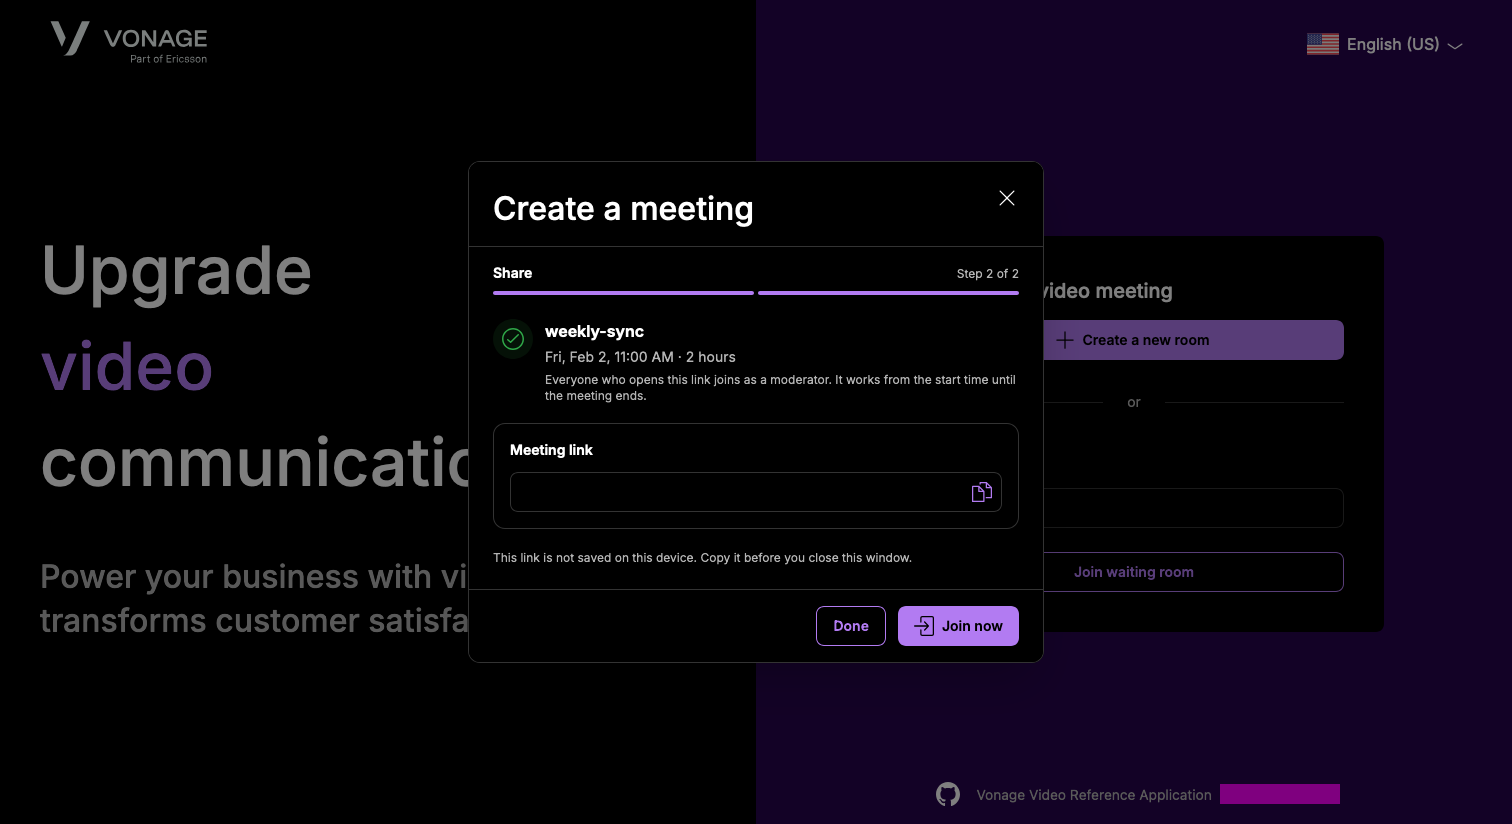 VONAGE
Part of Ericsson
English (US)
Upgrade
video
communicatio
Power your business with vi
transforms customer satisfa
Create a meeting
Share
Step 2 of 2
weekly-sync
Fri, Feb 2, 11:00 AM · 2 hours
Everyone who opens this link joins as a moderator. It works from the start time until
the meeting ends.
Meeting link
This link is not saved on this device. Copy it before you close this window.
Done
Join now
video meeting
Create a new room
or
Join waiting room
Vonage Video Reference Application